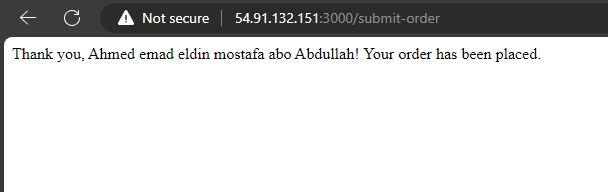 Not secure 54.91.132.151:3000/submit-order
Thank you, Ahmed emad eldin mostafa abo Abdullah! Your order has been placed.